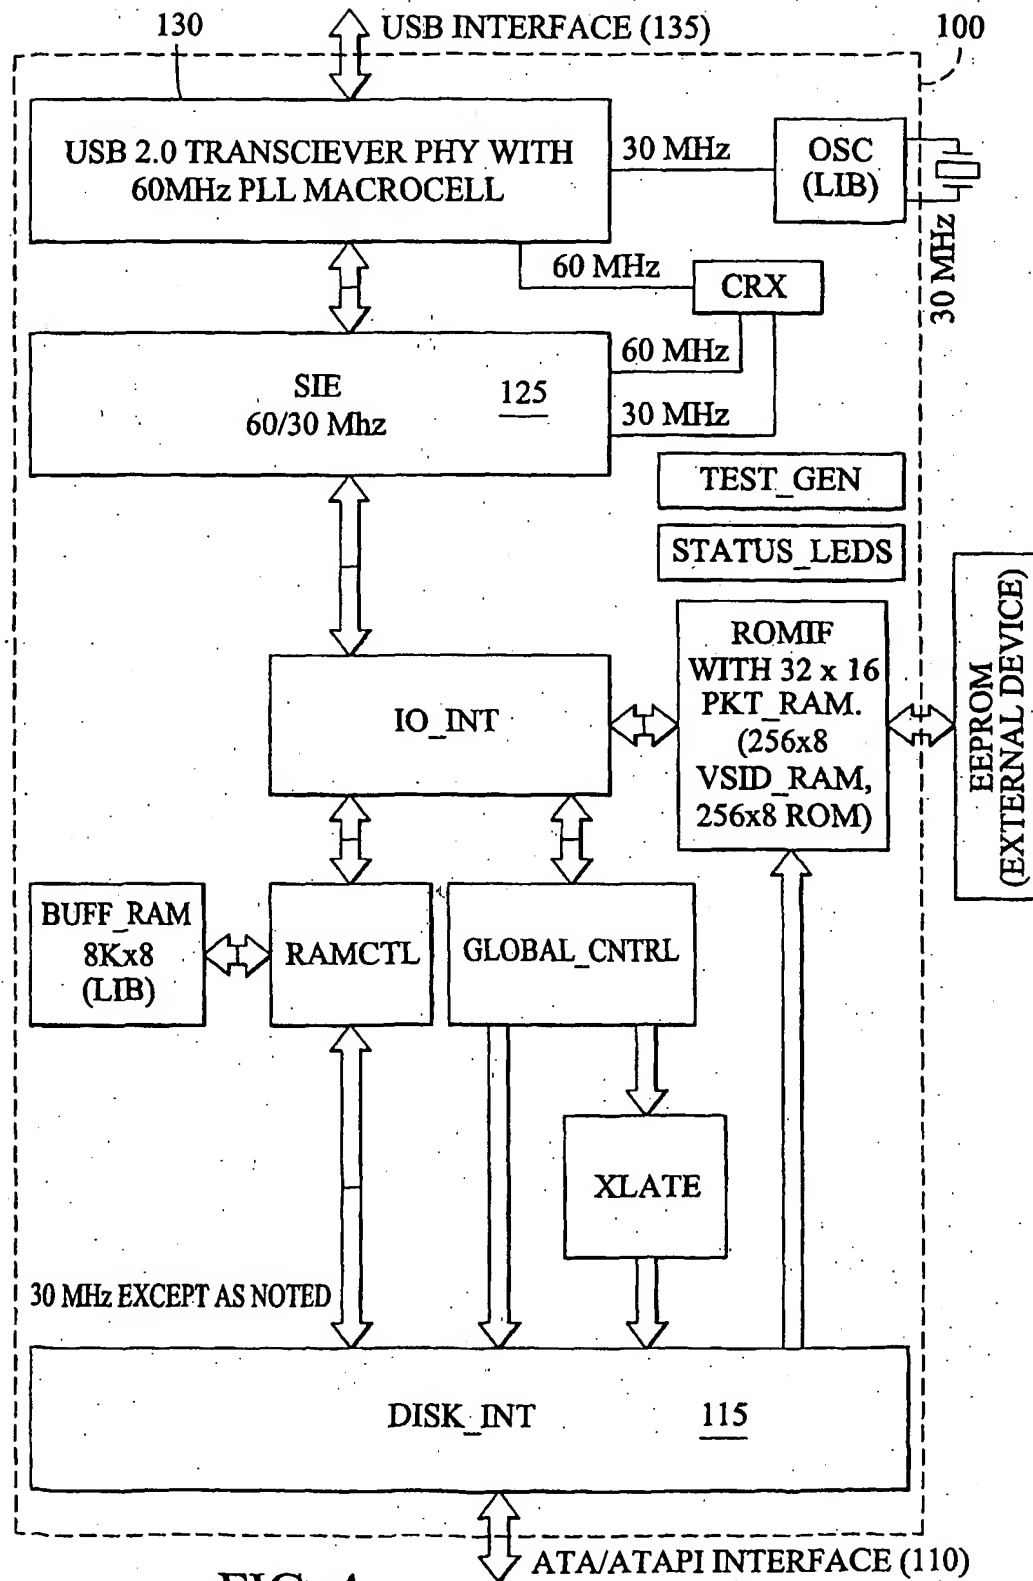 130
USB INTERFACE (135)
100
USB 2.0 TRANSCIEVER PHY WITH
60MHz PLL MACROCELL
30 MHz
OSC
(LIB)
30 MHz
60 MHz
CRX
SIE
60/30 Mhz
125
60 MHz
30 MHz
TEST_GEN
STATUS_LEDS
IO_INT
ROMIF
WITH 32 x 16
PKT_RAM.
(256x8
VSID_RAM,
256x8 ROM)
EEPROM
(EXTERNAL DEVICE)
BUFF_RAM
8Kx8
(LIB)
RAMCTL
GLOBAL_CNTRL
XLATE
30 MHz EXCEPT AS NOTED
DISK_INT
115
ATA/ATAPI INTERFACE (110)